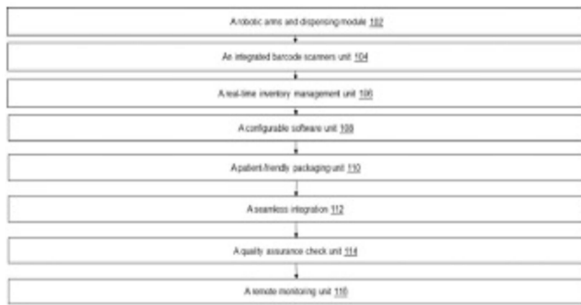 A robotic arms and dispensing module 102
An integrated barcode scanners unit 104
A real-time inventory management unit 106
A configurable software unit 108
A patient-friendly packaging unit 110
A seamless integration 112
A quality assurance check unit 114
A remote monitoring unit 116